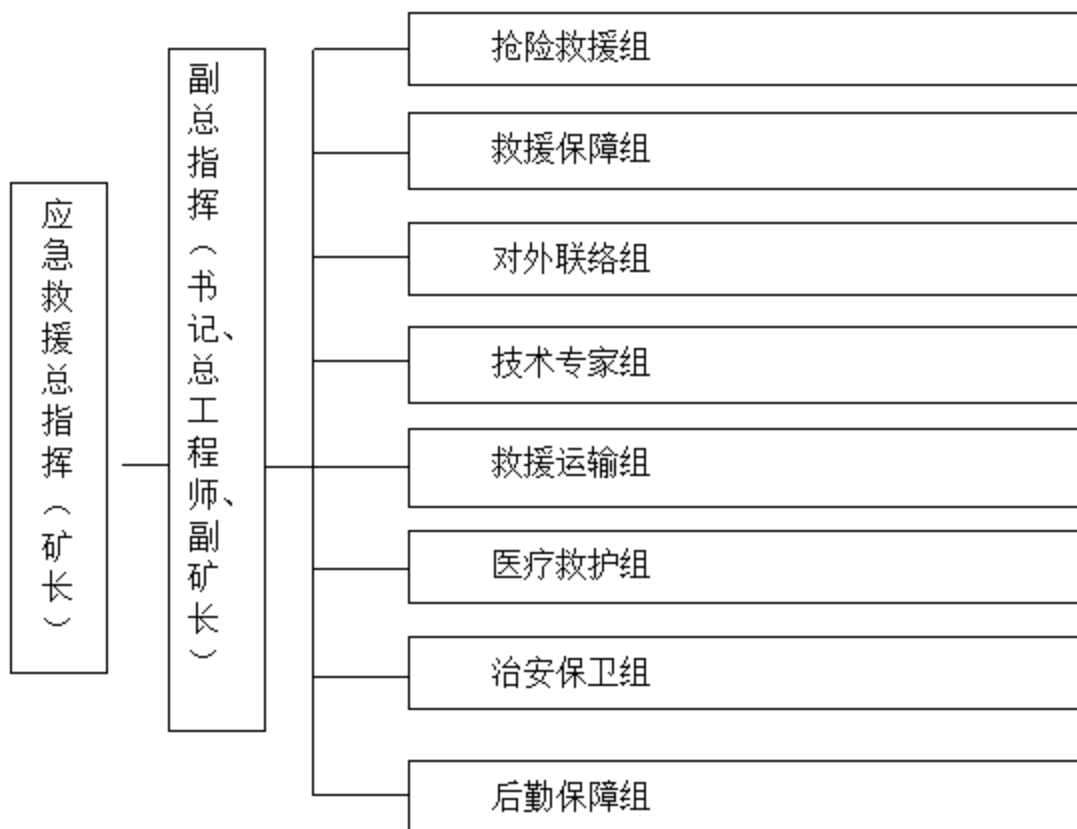 应急救援总指挥（矿长）
副总指挥（书记、总工程师、副矿长）
抢险救援组
救援保障组
对外联络组
技术专家组
救援运输组
医疗救护组
治安保卫组
后勤保障组